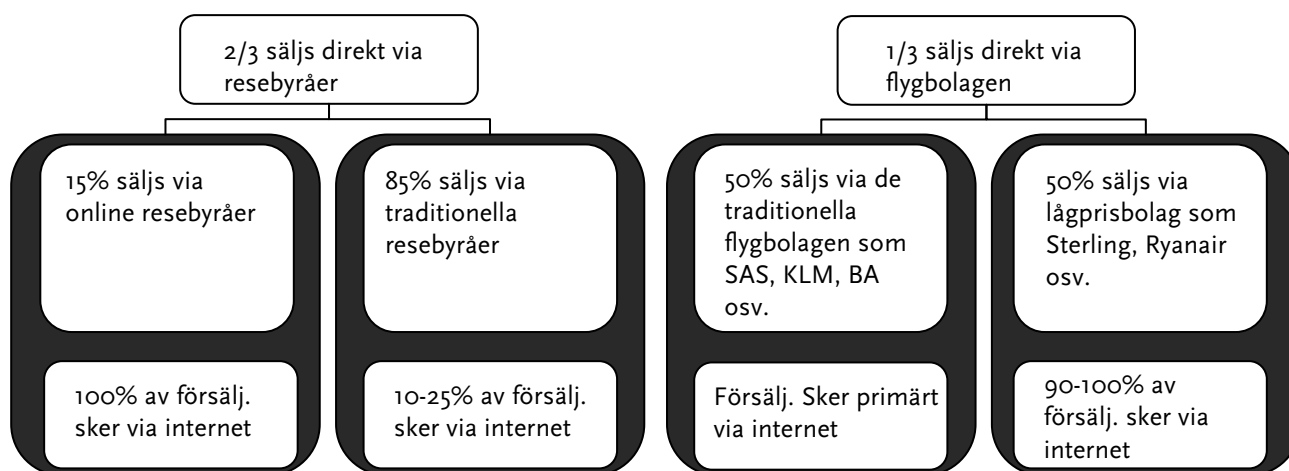 2/3 säljs direkt via
resebyråer
1/3 säljs direkt via
flygbolagen
15% säljs via
online resebyråer
85% säljs via
traditionella
resebyråer
50% säljs via de
traditionella
flygbolagen som
SAS, KLM, BA
osv.
50% säljs via
lågprisbolag som
Sterling, Ryanair
osv.
100% av försälj.
sker via internet
10-25% av försälj.
sker via internet
Försälj. Sker primärt
via internet
90-100% av
försälj. sker via
internet